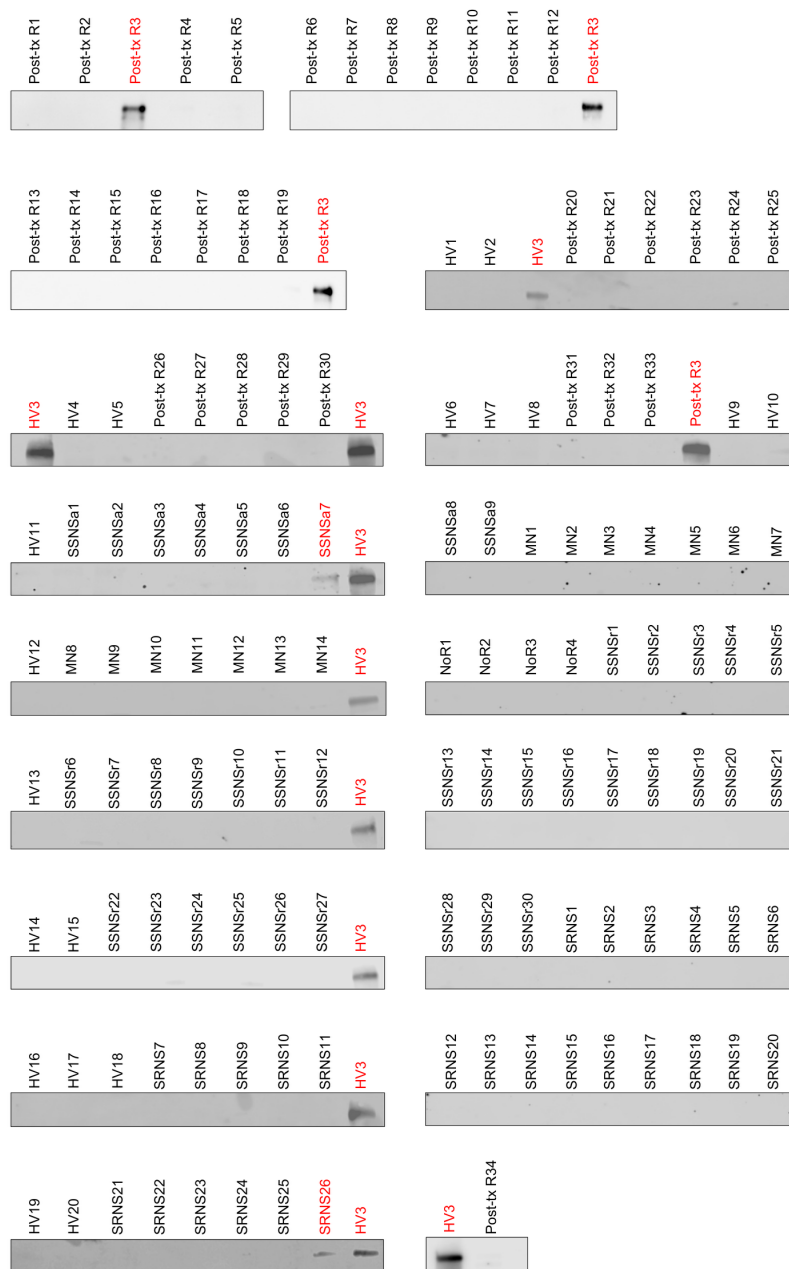 Post-tx R1 Post-tx R2 Post-tx R3 Post-tx R4 Post-tx R5
Post-tx R6 Post-tx R7 Post-tx R8 Post-tx R9 Post-tx R10 Post-tx R11 Post-tx R12 Post-tx R3
Post-tx R13 Post-tx R14 Post-tx R15 Post-tx R16 Post-tx R17 Post-tx R18 Post-tx R19 Post-tx R3
HV1 HV2 HV3 Post-tx R20 Post-tx R21 Post-tx R22 Post-tx R23 Post-tx R24 Post-tx R25
HV3 HV4 HV5 Post-tx R26 Post-tx R27 Post-tx R28 Post-tx R29 Post-tx R30 HV3
HV6 HV7 HV8 Post-tx R31 Post-tx R32 Post-tx R33 Post-tx R3 HV9 HV10
HV11 SSNSa1 SSNSa2 SSNSa3 SSNSa4 SSNSa5 SSNSa6 SSNSa7 HV3
SSNSa8 SSNSa9 MN1 MN2 MN3 MN4 MN5 MN6 MN7
HV12 MN8 MN9 MN10 MN11 MN12 MN13 MN14 HV3
NoR1 NoR2 NoR3 NoR4 SSNSr1 SSNSr2 SSNSr3 SSNSr4 SSNSr5
HV13 SSNSr6 SSNSr7 SSNSr8 SSNSr9 SSNSr10 SSNSr11 SSNSr12 HV3
SSNSr13 SSNSr14 SSNSr15 SSNSr16 SSNSr17 SSNSr18 SSNSr19 SSNSr20 SSNSr21
HV14 HV15 SSNSr22 SSNSr23 SSNSr24 SSNSr25 SSNSr26 SSNSr27 HV3
SSNSr28 SSNSr29 SSNSr30 SRNS1 SRNS2 SRNS3 SRNS4 SRNS5 SRNS6
HV16 HV17 HV18 SRNS7 SRNS8 SRNS9 SRNS10 SRNS11 HV3
SRNS12 SRNS13 SRNS14 SRNS15 SRNS16 SRNS17 SRNS18 SRNS19 SRNS20
HV19 HV20 SRNS21 SRNS22 SRNS23 SRNS24 SRNS25 SRNS26 HV3
HV3 Post-tx R34